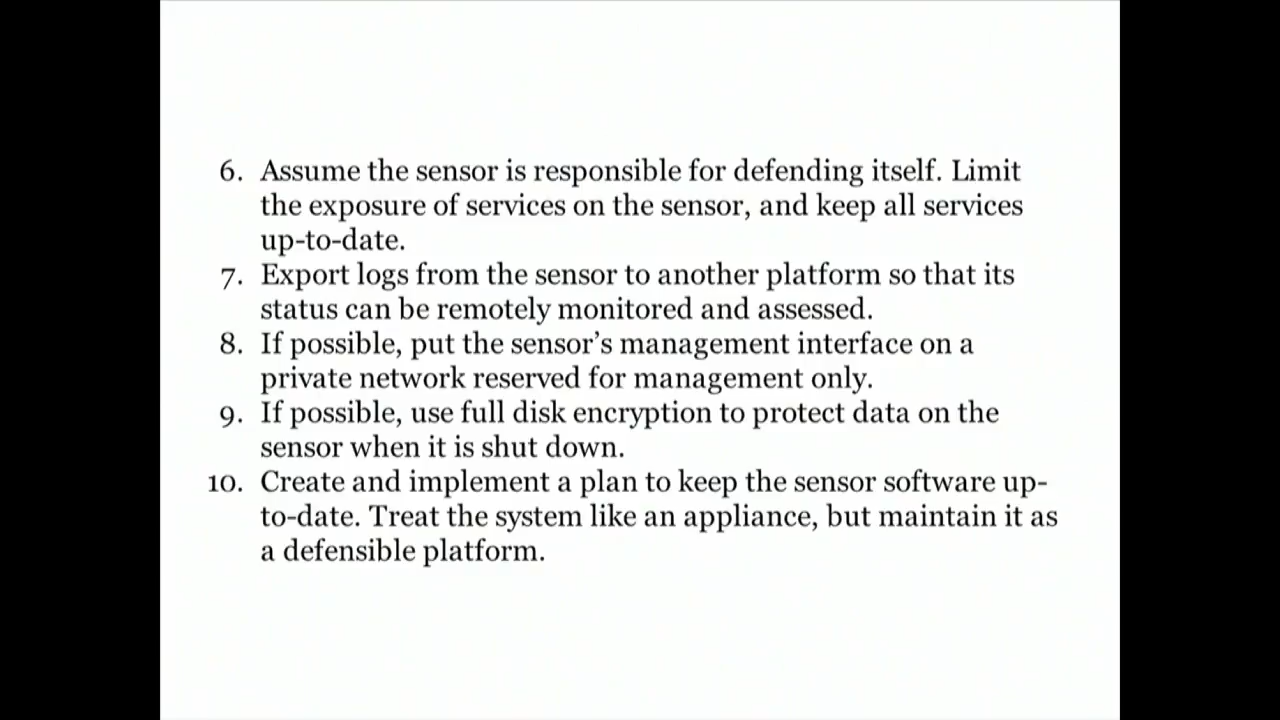 6. Assume the sensor is responsible for defending itself. Limit
the exposure of services on the sensor, and keep all services
up-to-date.
7. Export logs from the sensor to another platform so that its
status can be remotely monitored and assessed.
8. If possible, put the sensor’s management interface on a
private network reserved for management only.
9. If possible, use full disk encryption to protect data on the
sensor when it is shut down.
10. Create and implement a plan to keep the sensor software up-
to-date. Treat the system like an appliance, but maintain it as
a defensible platform.